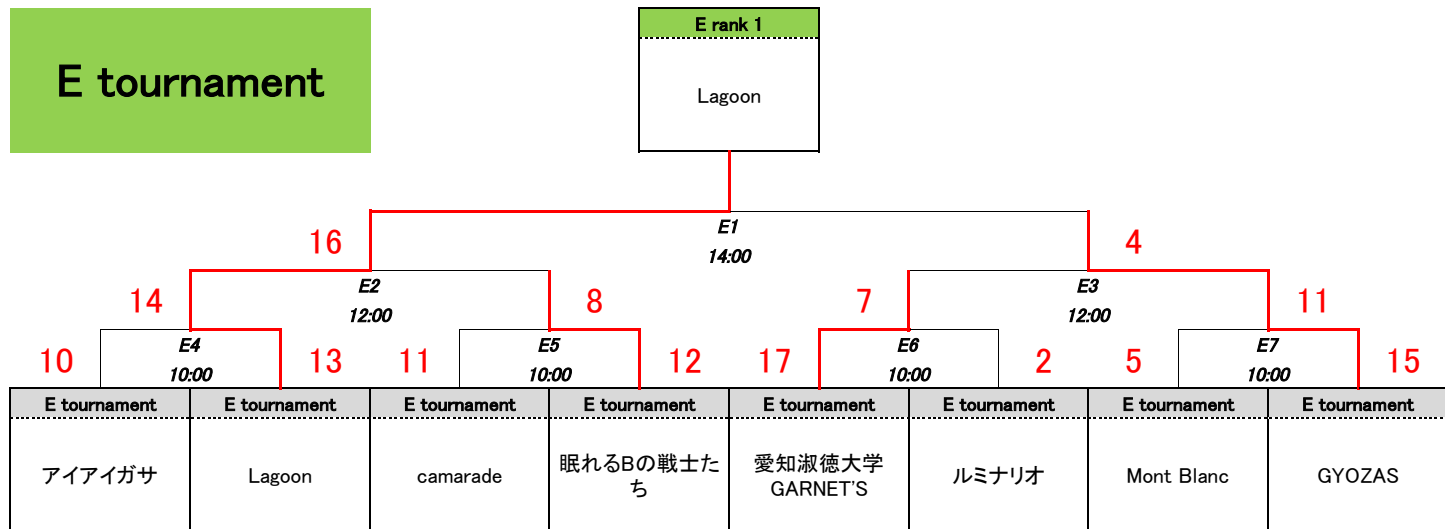 E tournament
E rank 1
Lagoon
E1
14:00
16
4
E2
12:00
E3
12:00
14
8
7
11
E4
10:00
E5
10:00
E6
10:00
E7
10:00
10
13
11
12
17
2
5
15
E tournament
E tournament
E tournament
E tournament
E tournament
E tournament
E tournament
E tournament
アイアイガサ
Lagoon
camarade
眠れるBの戦士た
ち
愛知淑徳大学
GARNET'S
ルミナリオ
Mont Blanc
GYOZAS